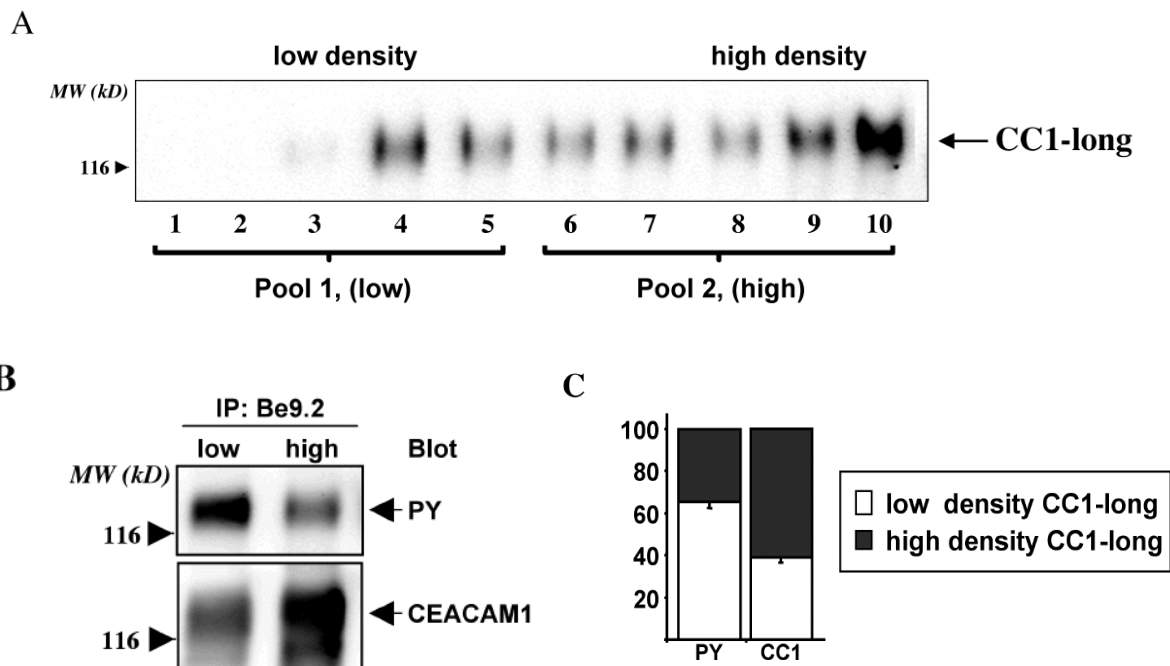 A
low density high density
MW (kD)
CC1-long
116
1 2 3 4 5 6 7 8 9 10
Pool 1, (low) Pool 2, (high)
B
IP: Be9.2
low high Blot
MW (kD)
PY
116
CEACAM1
116
C
100
80
60
40
20
PY CC1
low density CC1-long
high density CC1-long